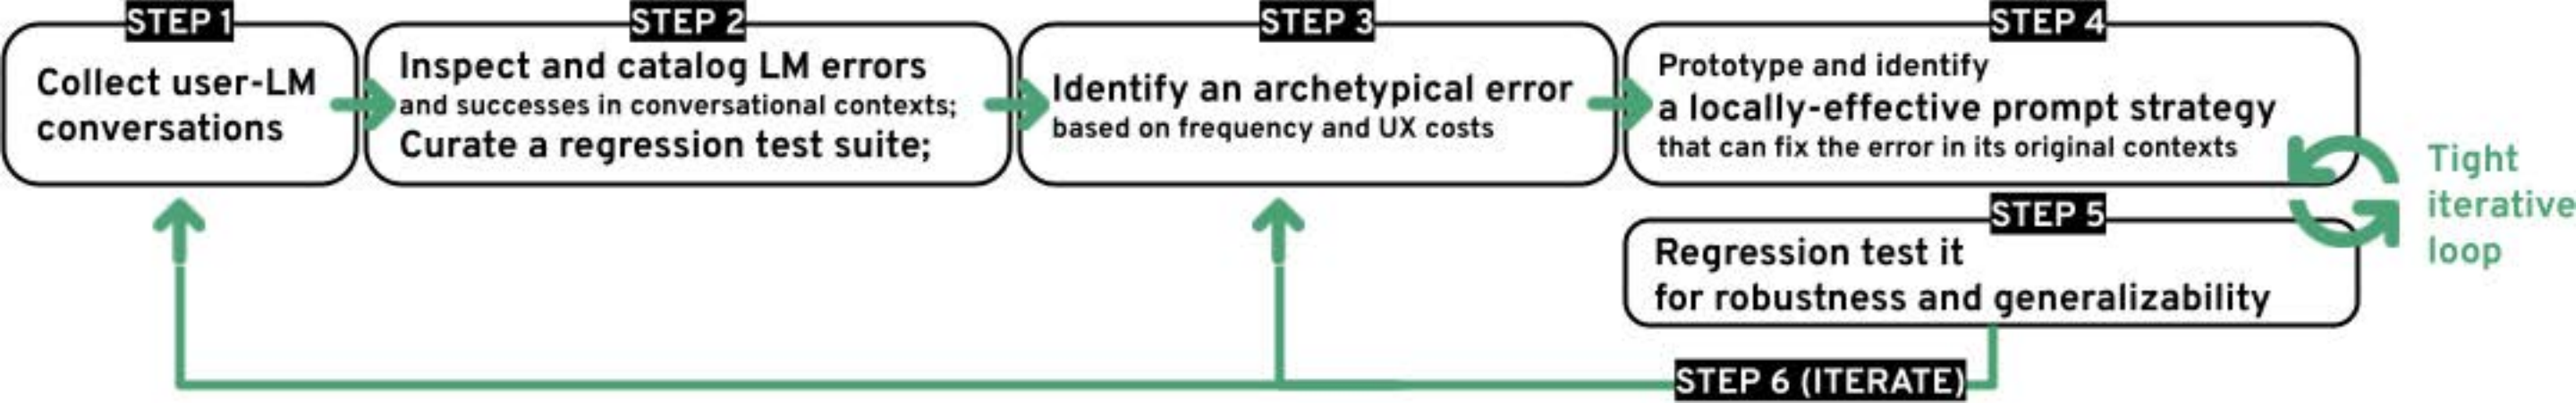 STEP 1
Collect user-LM
conversations
STEP 2
Inspect and catalog LM errors
and successes in conversational contexts;
Curate a regression test suite;
STEP 3
Identify an archetypical error
based on frequency and UX costs
STEP 4
Prototype and identify
a locally-effective prompt strategy
that can fix the error in its original contexts
Tight
iterative
loop
STEP 5
Regression test it
for robustness and generalizability
STEP 6 (ITERATE)